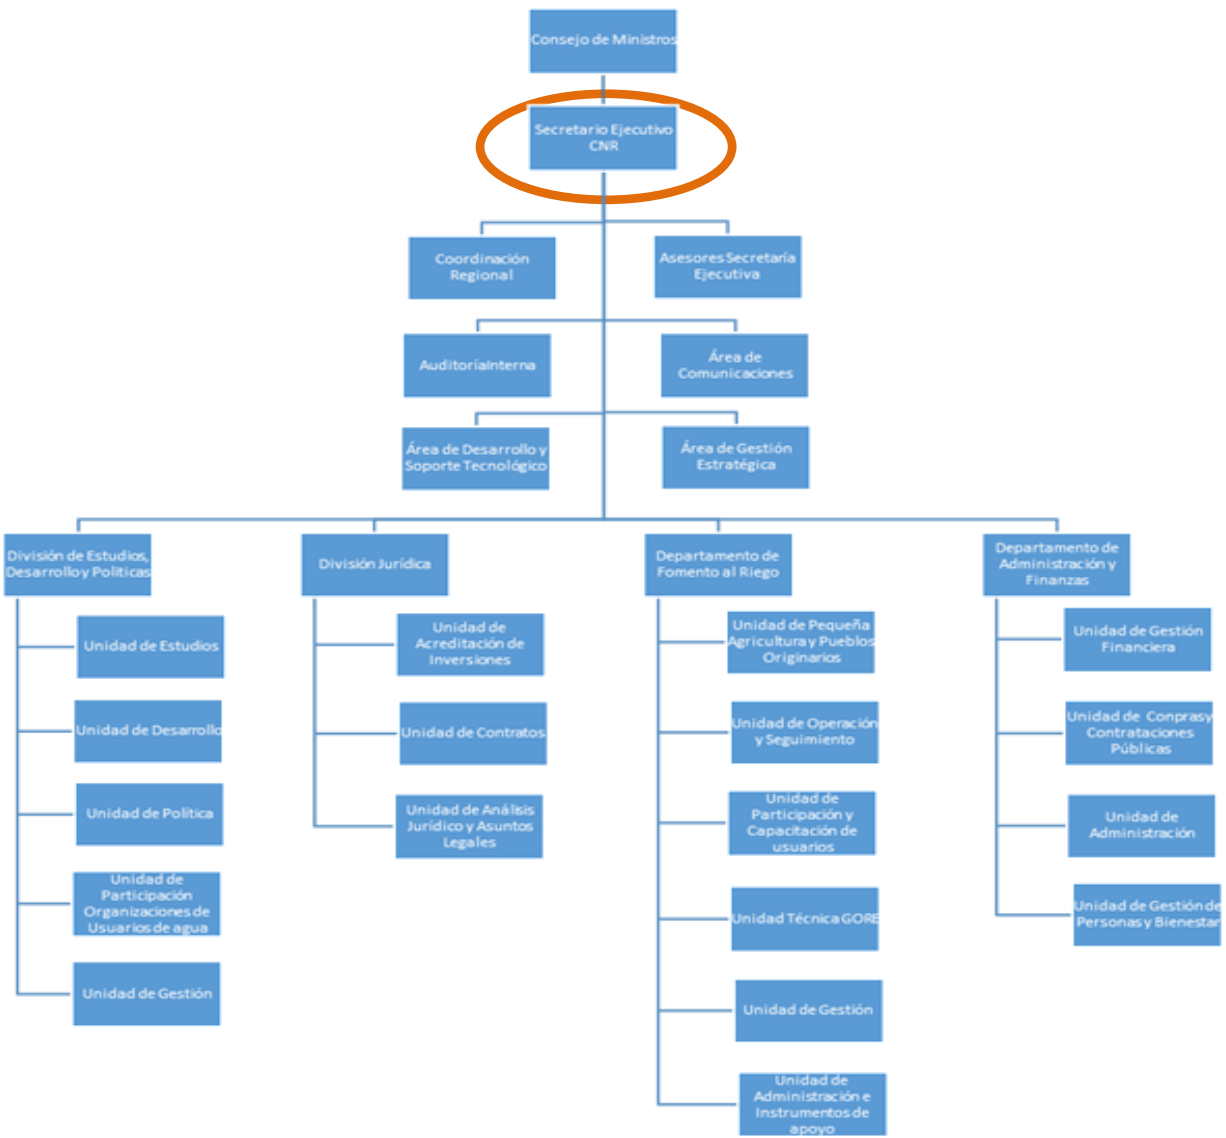 Consejo de Ministros
Secretario Ejecutivo
CNR
Coordinación
Regional
Asesores Secretaría
Ejecutiva
AuditoríaInterna
Área de
Comunicaciones
Área de Desarrollo y
Soporte Tecnológico
Área de Gestión
Estratégica
División de Estudios,
Desarrollo y Politicas
División Jurídica
Departamento de
Fomento al Riego
Departamento de
Administración y
Finanzas
Unidad de Estudios
Unidad de Desarrollo
Unidad de Política
Unidad de
Participación
Organizaciones de
Usuarios de agua
Unidad de Gestión
Unidad de
Acreditación de
Inversiones
Unidad de Contratos
Unidad de Análisis
Jurídico y Asuntos
Legales
Unidad de Pequeña
Agricultura y Pueblos
Originarios
Unidad de Operación
y Seguimiento
Unidad de
Participación y
Capacitación de
usuarios
Unidad Técnica GORE
Unidad de Gestión
Unidad de
Administración e
Instrumentos de
apoyo
Unidad de Gestión
Financiera
Unidad de Conpras y
Contrataciones
Públicas
Unidad de
Administración
Unidad de Gestión de
Personas y Bienestar